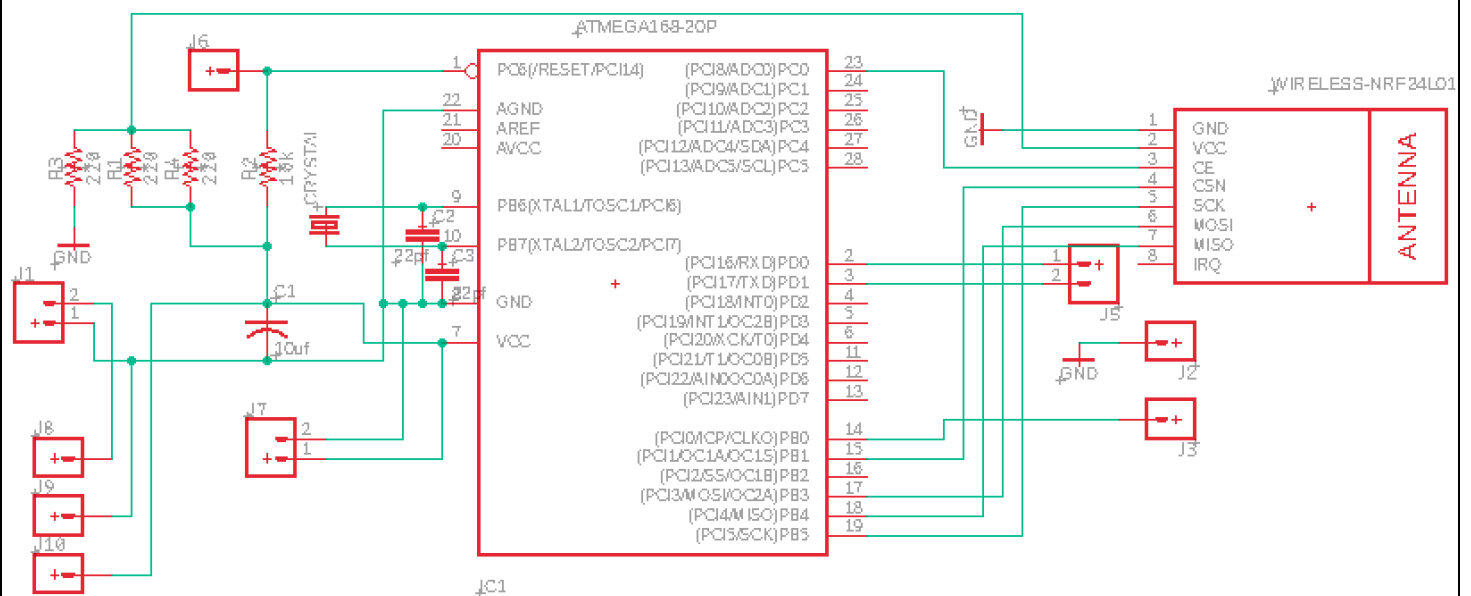 ATMEGA168-20P
J6
1 PC6(/RESET/PCI14) (PCI8/ADC0)PC0 23
(PCI9/ADC1)PC1 24
WIRELESS-NRF24L01
22 AGND (PCI10/ADC2)PC2 25
21 AREF (PCI11/ADC3)PC3 26
20 AVCC (PCI12/ADC4/SDA)PC4 27
(PCI13/ADC5/SCL)PC5 28
GND
1 GND
2 VCC
3 CE
4 CSN
5 SCK
6 MOSI
7 MISO
8 IRQ
ANTENNA
R3
220
R1
220
R4
220
R2
10k
CRYSTAL
9 PB6(XTAL1/TOSC1/PCI6)
C2
22pf
10 PB7(XTAL2/TOSC2/PCI7)
C3
22pf
GND
J1
2
1
C1
10uf
8 GND
7 VCC
2 (PCI16/RXD)PD0
3 (PCI17/TXD)PD1
4 (PCI18/INT0)PD2
5 (PCI19/INT1/OC2B)PD3
6 (PCI20/XCK/T0)PD4
11 (PCI21/T1/OC0B)PD5
12 (PCI22/AIN0OC0A)PD6
13 (PCI23/AIN1)PD7
1
2
J5
GND
J2
J3
J7
2
1
J8
J9
J10
14 (PCI0/ICP/CLKO)PB0
15 (PCI1/OC1A/OC1S)PB1
16 (PCI2/SS/OC1B)PB2
17 (PCI3/MOSI/OC2A)PB3
18 (PCI4/MISO)PB4
19 (PCI5/SCK)PB5
IC1